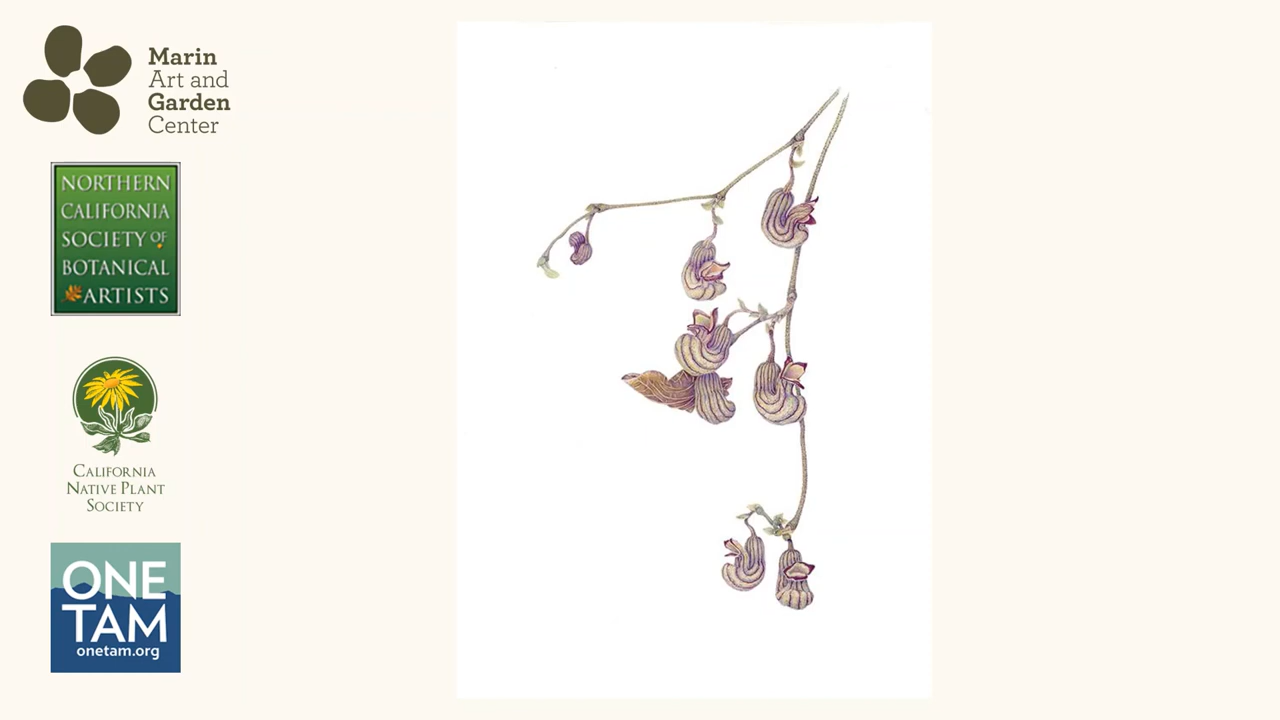 Marin
Art and
Garden
Center
NORTHERN
CALIFORNIA
SOCIETY OF
BOTANICAL
ARTISTS
CALIFORNIA
NATIVE PLANT
SOCIETY
ONE
TAM
onetam.org